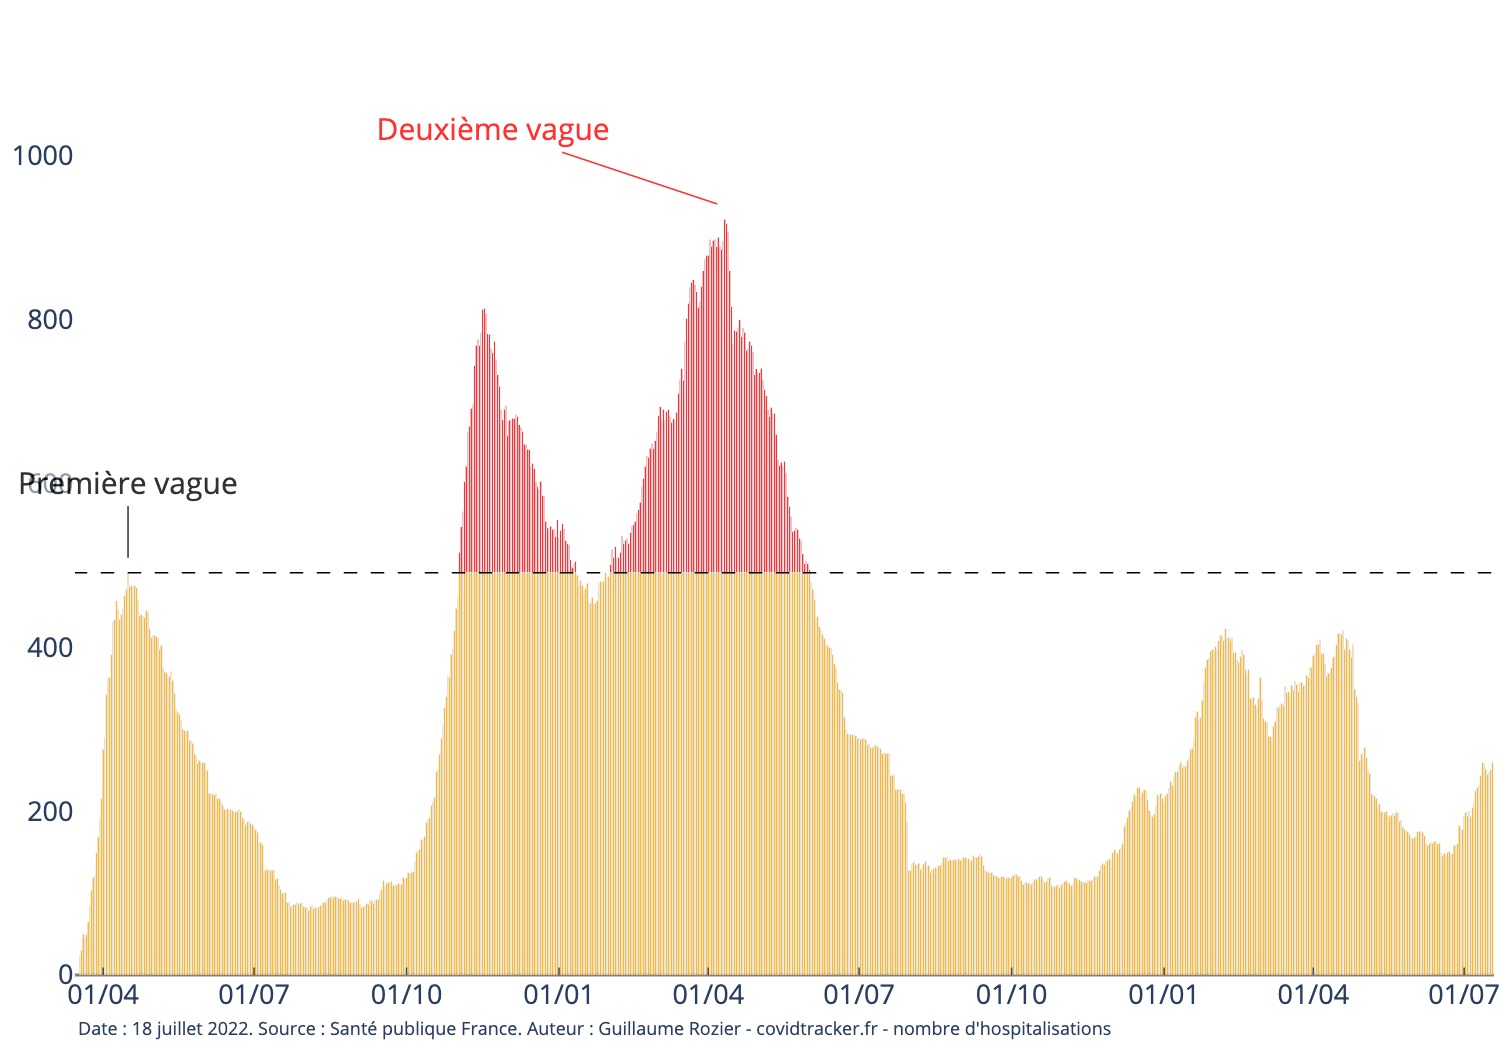 Deuxième vague
1000
800
600
Première vague
400
200
0
01/04 01/07 01/10 01/01 01/04 01/07 01/10 01/01 01/04 01/07
Date : 18 juillet 2022. Source : Santé publique France. Auteur : Guillaume Rozier - covidtracker.fr - nombre d'hospitalisations